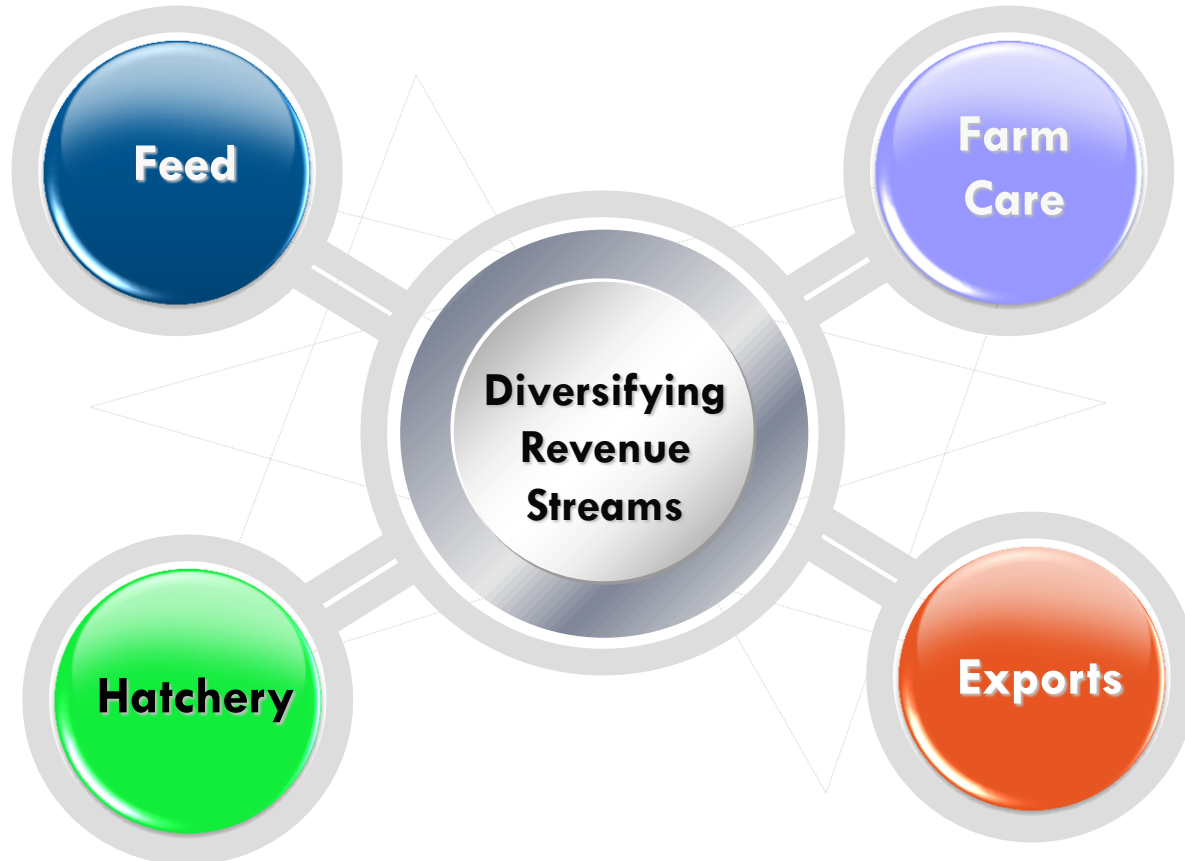 Feed
Farm
Care
Diversifying
Revenue
Streams
Hatchery
Exports